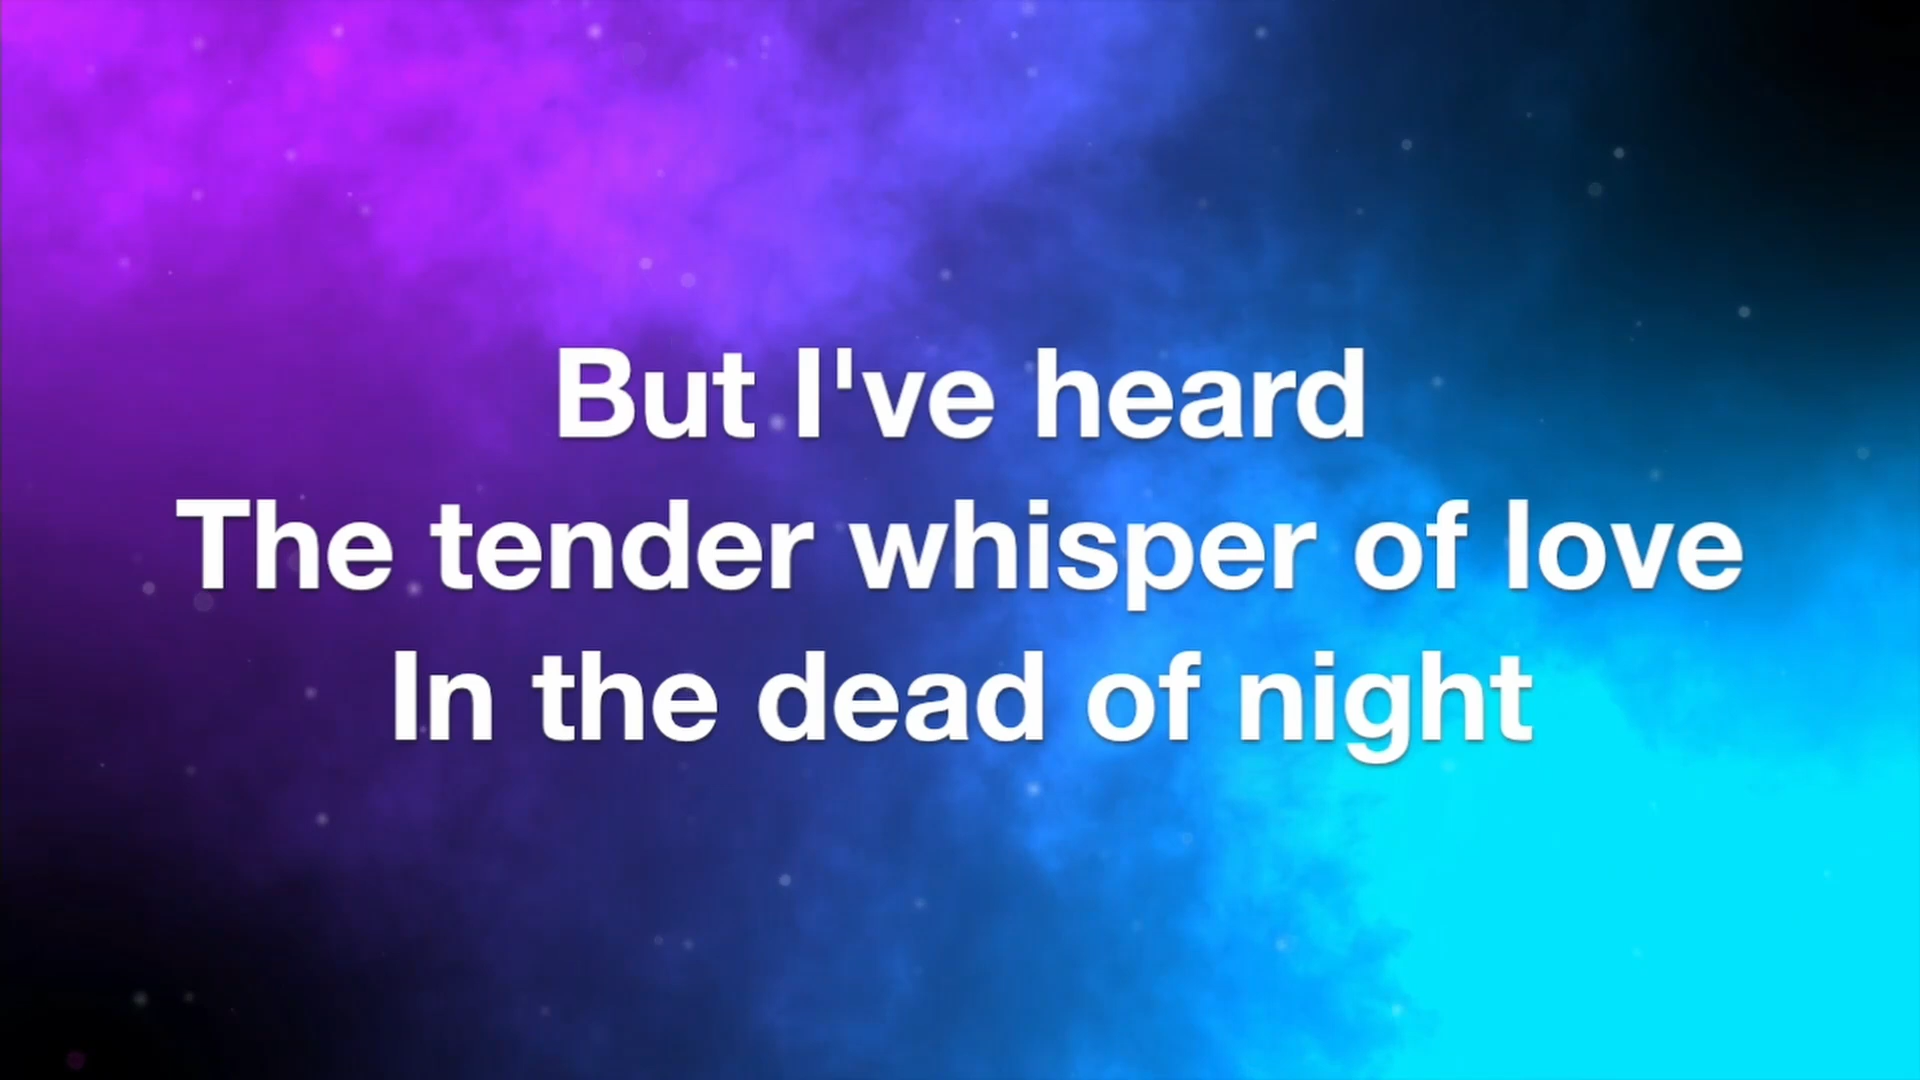 But I've heard
The tender whisper of love
In the dead of night